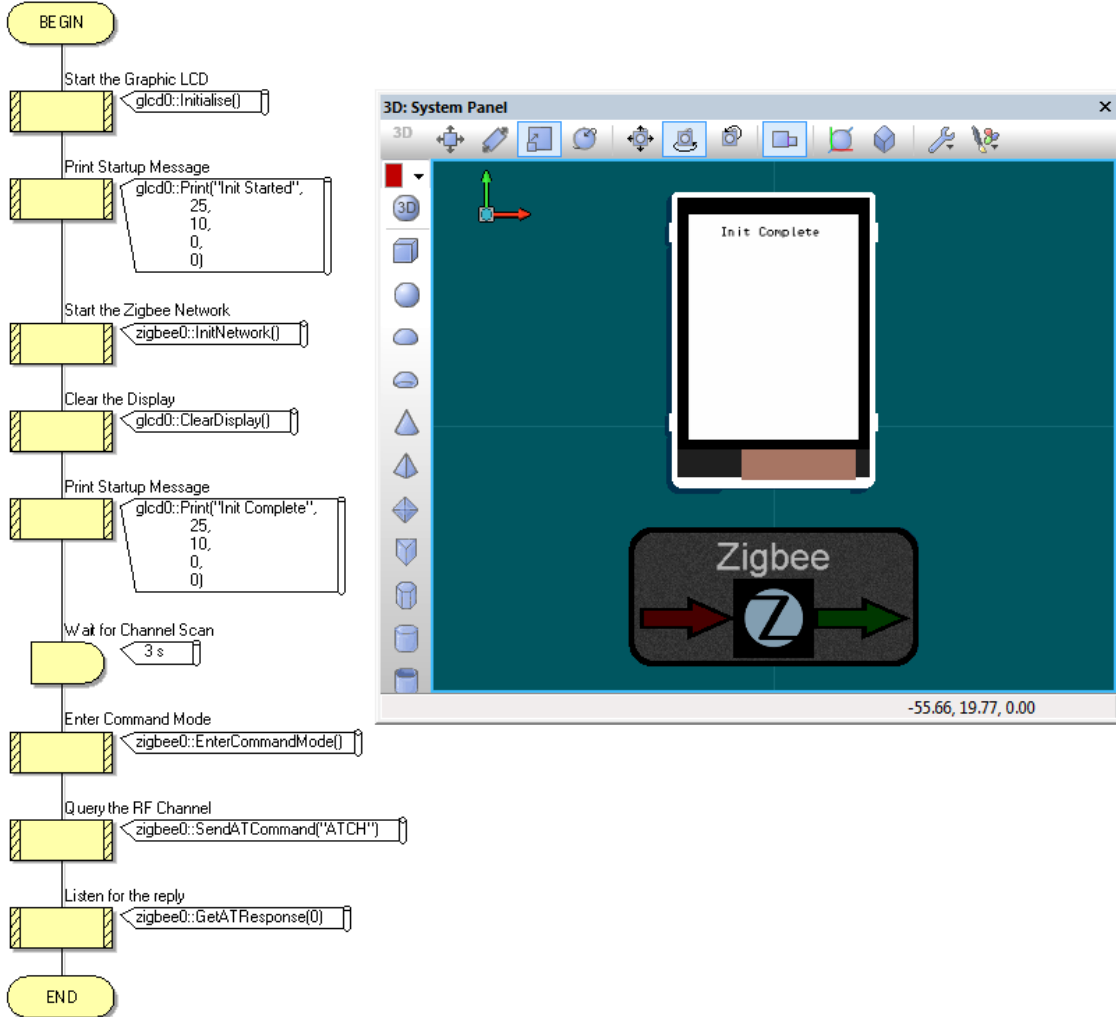 BEGIN
Start the Graphic LCD
glcd0::Initialise()
Print Startup Message
glcd0::Print("Init Started",
25,
10,
0,
0)
Start the Zigbee Network
zigbee0::InitNetwork()
Clear the Display
glcd0::ClearDisplay()
Print Startup Message
glcd0::Print("Init Complete",
25,
10,
0,
0)
Wait for Channel Scan
3 s
Enter Command Mode
zigbee0::EnterCommandMode()
Query the RF Channel
zigbee0::SendATCommand("ATCH")
Listen for the reply
zigbee0::GetATResponse(0)
END
3D: System Panel
3D
3D
Init Complete
Zigbee
Z
-55.66, 19.77, 0.00